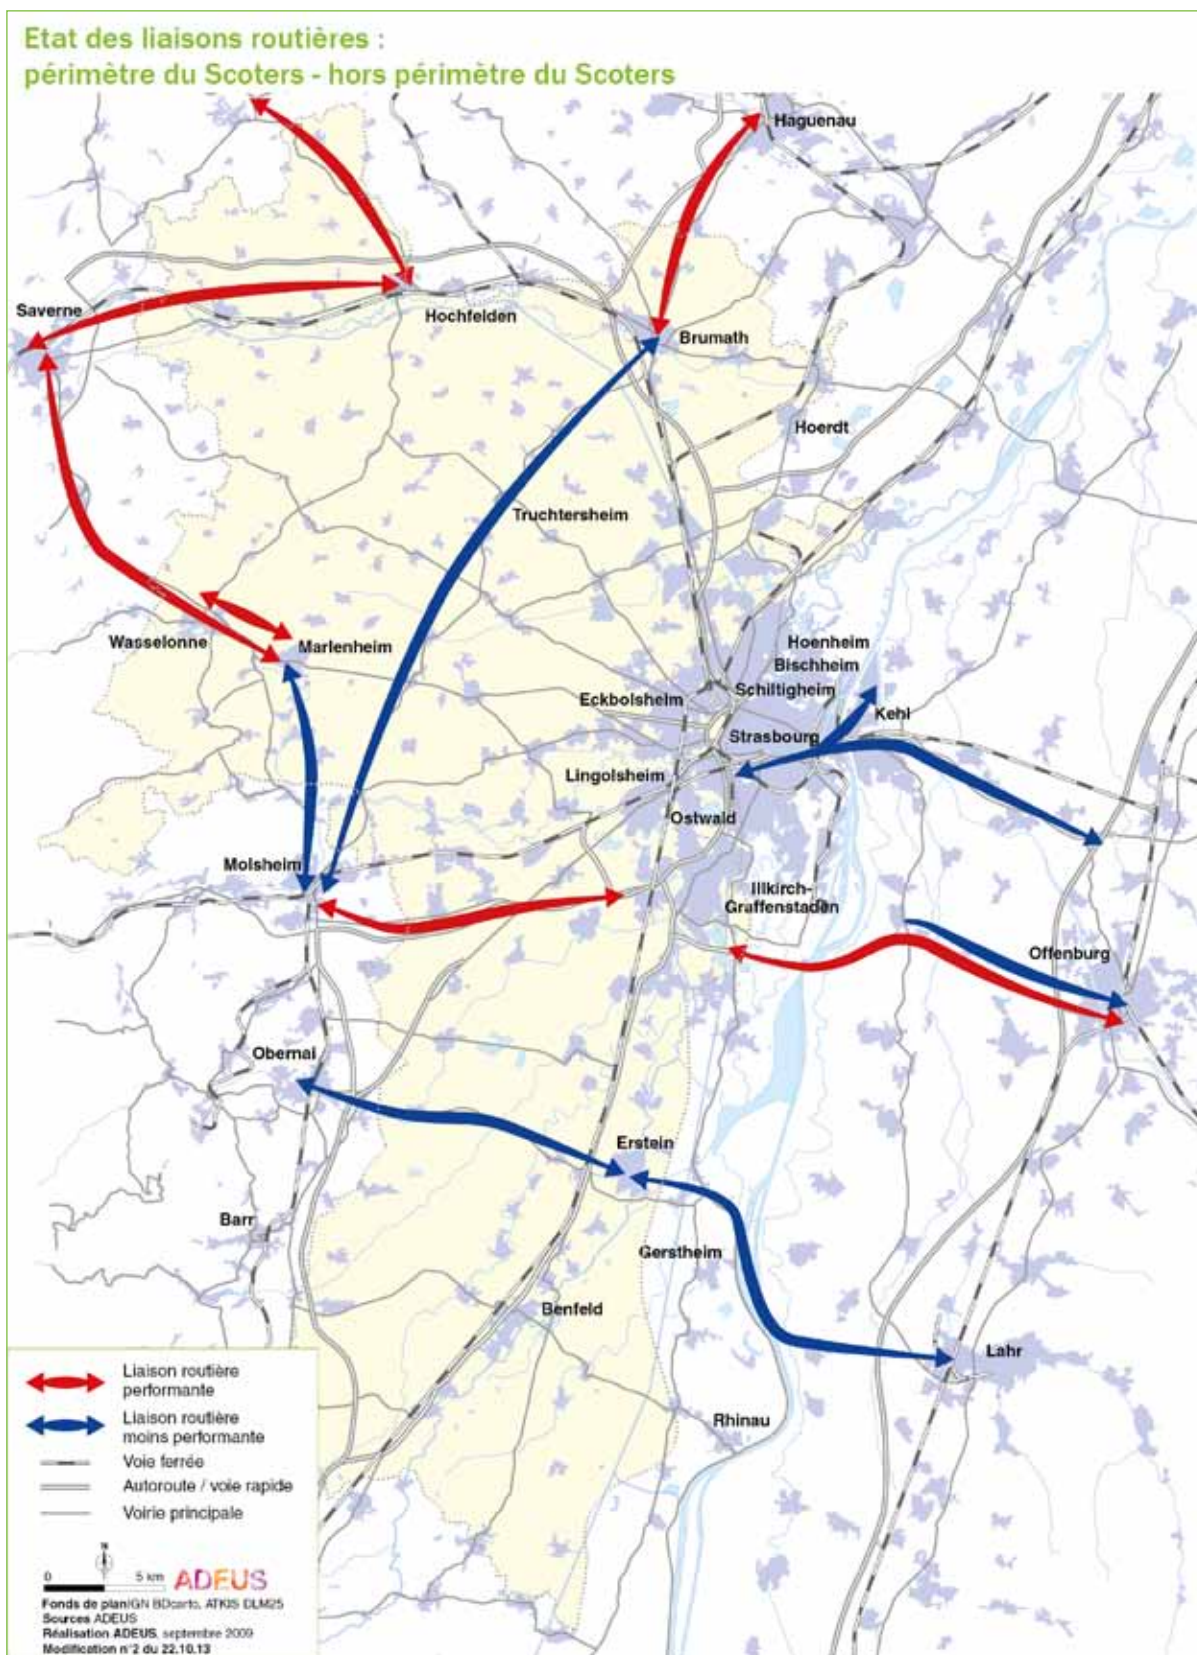 Etat des liaisons routières :
périmètre du Scoters - hors périmètre du Scoters
Haguenau
Saverne
Hochfelden
Brumath
Hoerdt
Truchtersheim
Wasselonne
Marlenheim
Hoenheim
Bischheim
Eckbolsheim
Schiltigheim
Kehl
Strasbourg
Lingolsheim
Ostwald
Molsheim
Illkirch-
Graffenstaden
Offenburg
Obernai
Erstein
Barr
Gerstheim
Benfeld
Lahr
Rhinau
Liaison routière
performante
Liaison routière
moins performante
Voie ferrée
Autoroute / voie rapide
Voirie principale
N
0 5 km ADEUS
Fonds de plan IGN BDcarto, ATKIS DLM25
Sources ADEUS
Réalisation ADEUS, septembre 2009
Modification n°2 du 22.10.13